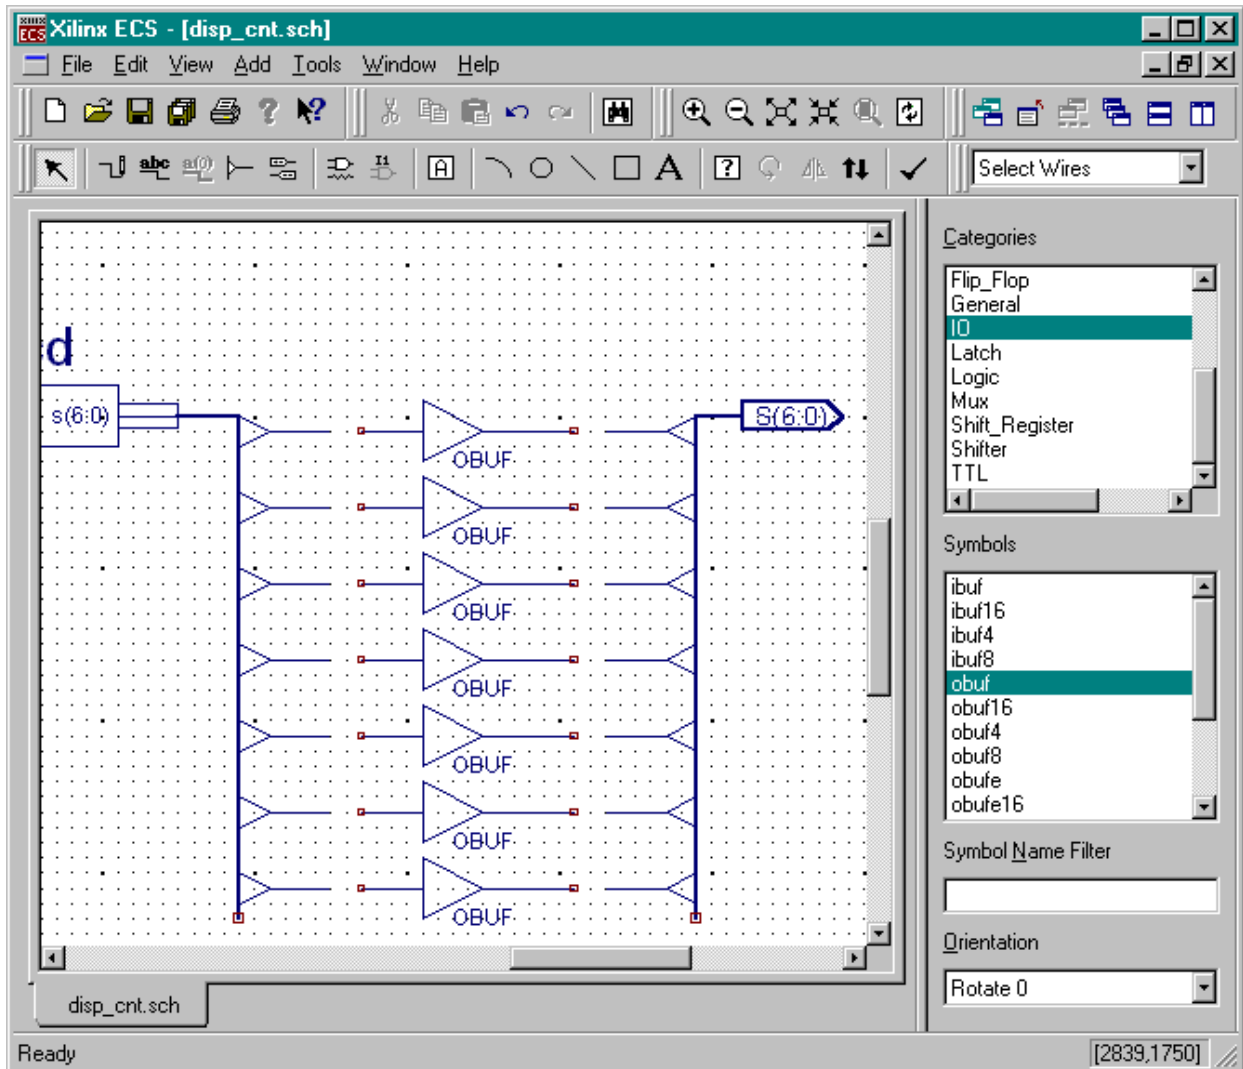 Xilinx ECS - [disp_cnt.sch]
File Edit View Add Tools Window Help
Select Wires
Categories
Flip_Flop
General
IO
Latch
Logic
Mux
Shift_Register
Shifter
TTL
Symbols
ibuf
ibuf16
ibuf4
ibuf8
obuf
obuf16
obuf4
obuf8
obufe
obufe16
Symbol Name Filter
Orientation
Rotate 0
d
s(6:0)
S(6:0)
OBUF
OBUF
OBUF
OBUF
OBUF
OBUF
OBUF
disp_cnt.sch
Ready
[2839,1750]